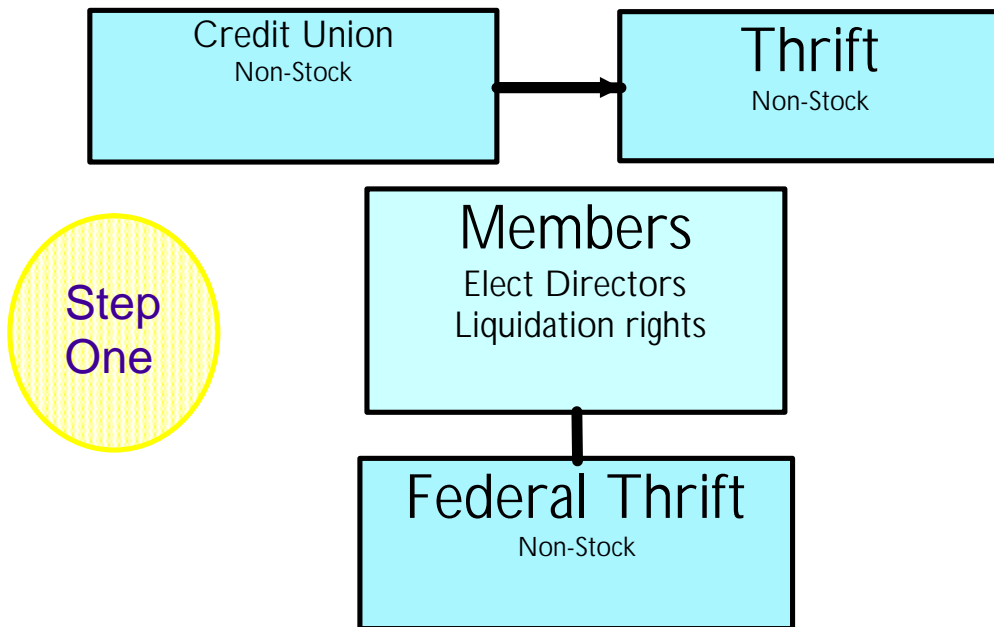 Credit Union
Non-Stock
Thrift
Non-Stock
Members
Elect Directors
Liquidation rights
Step
One
Federal Thrift
Non-Stock